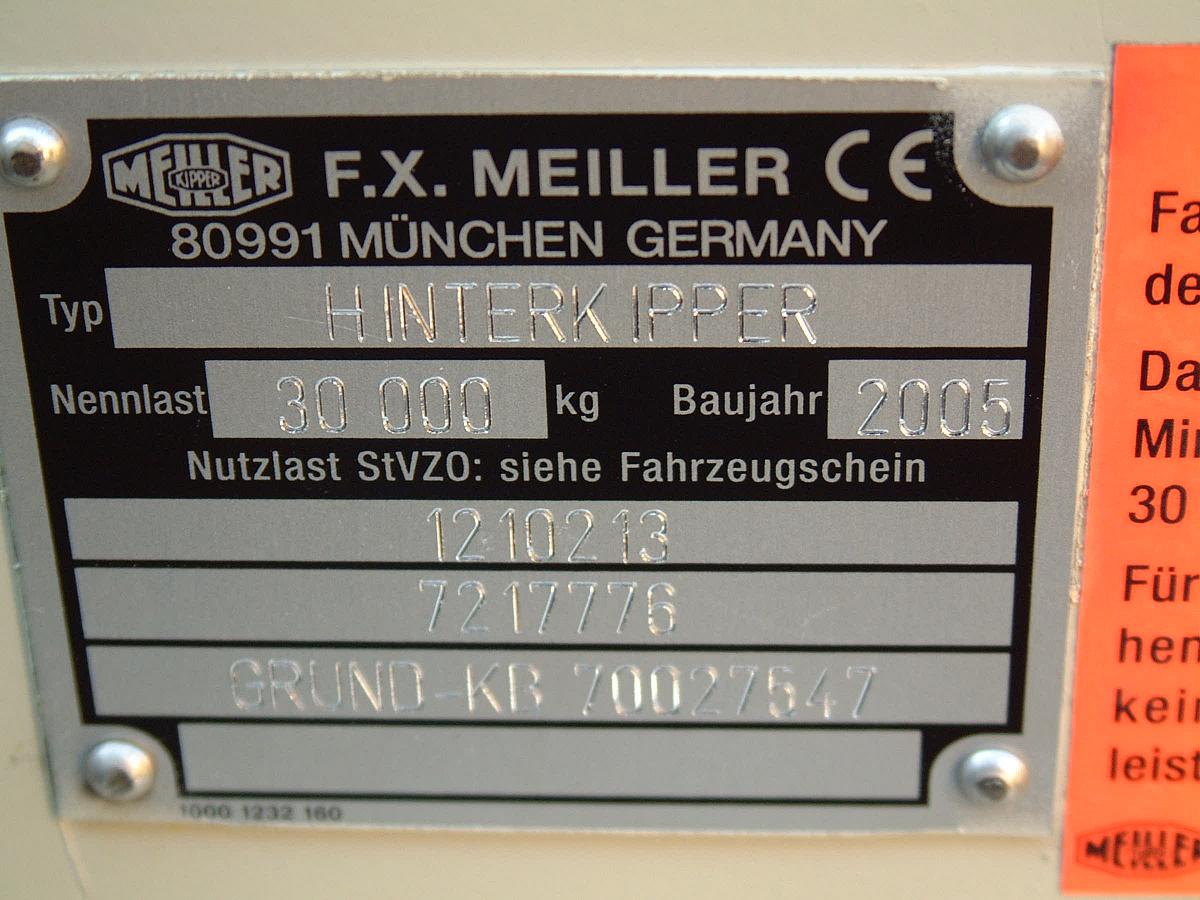 MEILLER
KIPPER
F.X. MEILLER CE
80991 MÜNCHEN GERMANY
Typ HINTERKIPPER
Nennlast 30 000 kg Baujahr 2005
Nutzlast StVZO: siehe Fahrzeugschein
1210213
7217776
GRUND-KB 70027547
1000 1232 160
Fa
de
Da
Min
30
Für
hen
kei
leist
MEILLER